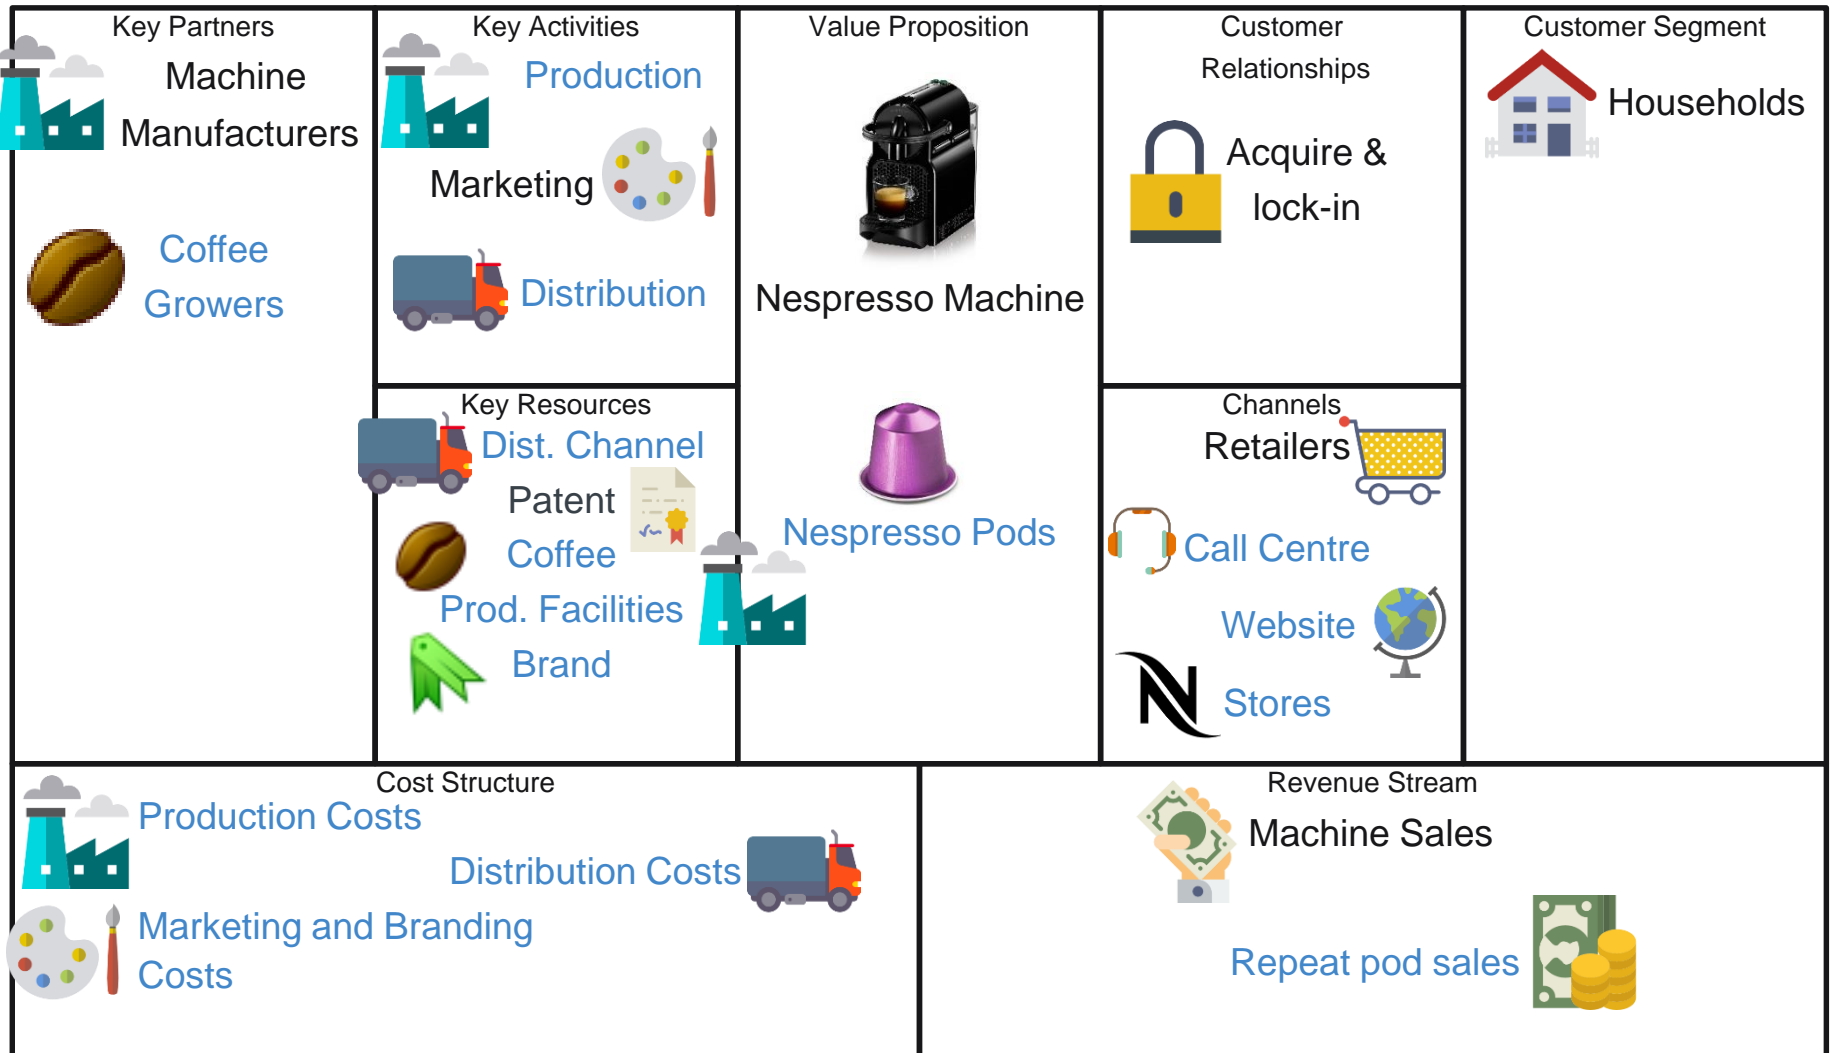 Key Partners
Machine
Manufacturers
Coffee
Growers
Key Activities
Production
Marketing
Distribution
Key Resources
Dist. Channel
Patent
Coffee
Prod. Facilities
Brand
Value Proposition
Nespresso Machine
Nespresso Pods
Customer
Relationships
Acquire &
lock-in
Channels
Retailers
Call Centre
Website
N
Stores
Customer Segment
Households
Cost Structure
Production Costs
Distribution Costs
Marketing and Branding
Costs
Revenue Stream
Machine Sales
Repeat pod sales